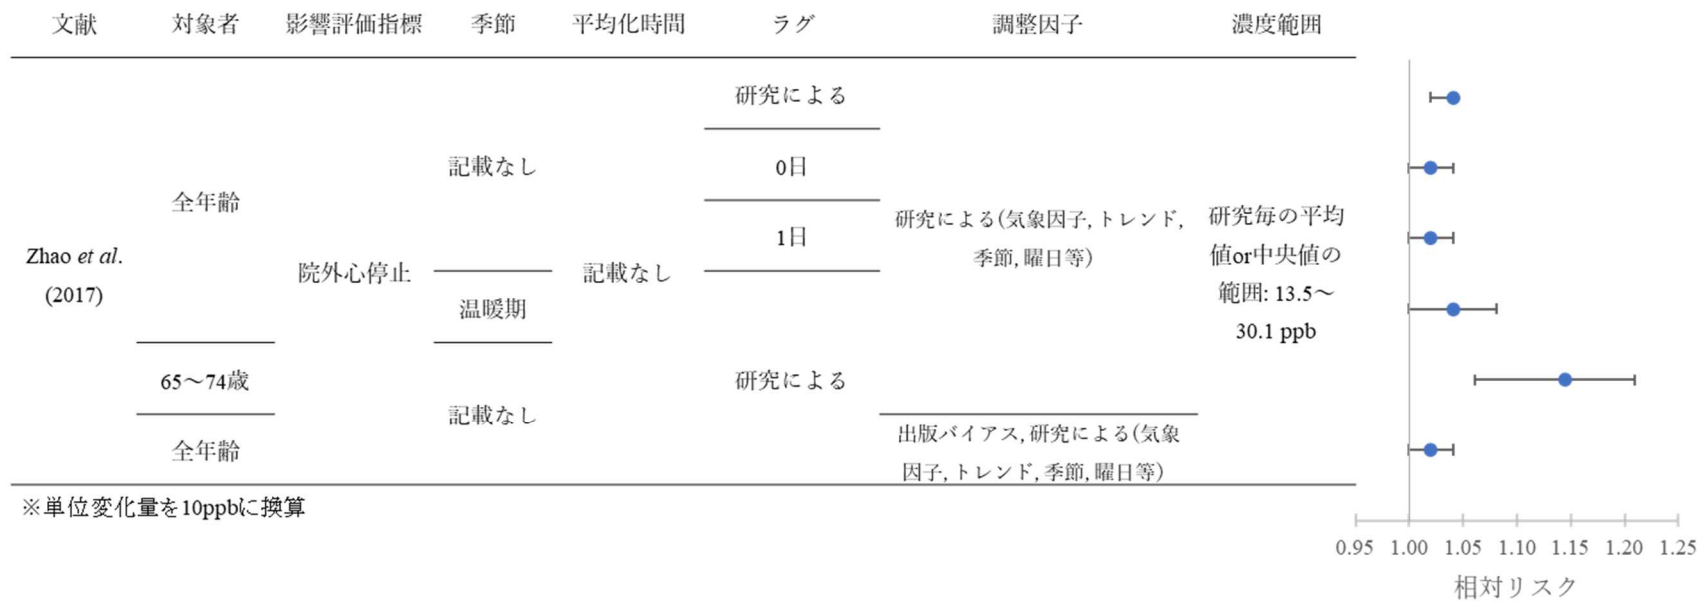 文献 対象者 影響評価指標 季節 平均化時間 ラグ 調整因子 濃度範囲
研究による
記載なし 0日
全年齢
1日
研究による(気象因子, トレンド,
季節, 曜日等)
研究毎の平均
値or中央値の
範囲: 13.5～
30.1 ppb
Zhao et al.
(2017)
院外心停止
記載なし
温暖期
65～74歳
研究による
記載なし
全年齢
出版バイアス, 研究による(気象
因子, トレンド, 季節, 曜日等)
※単位変化量を10ppbに換算
0.95 1.00 1.05 1.10 1.15 1.20 1.25
相対リスク